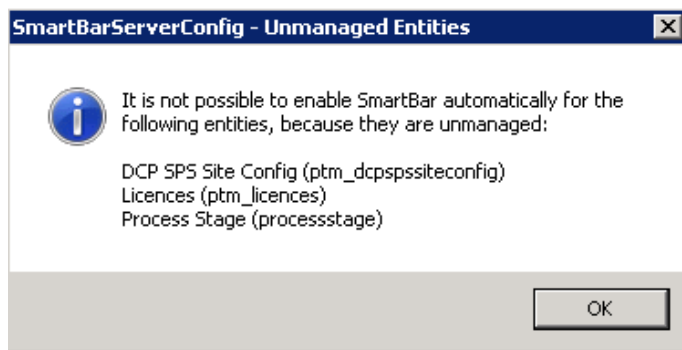 SmartBarServerConfig - Unmanaged Entities
It is not possible to enable SmartBar automatically for the
following entities, because they are unmanaged:
DCP SPS Site Config (ptm_dcpspssiteconfig)
Licences (ptm_licences)
Process Stage (processstage)
OK